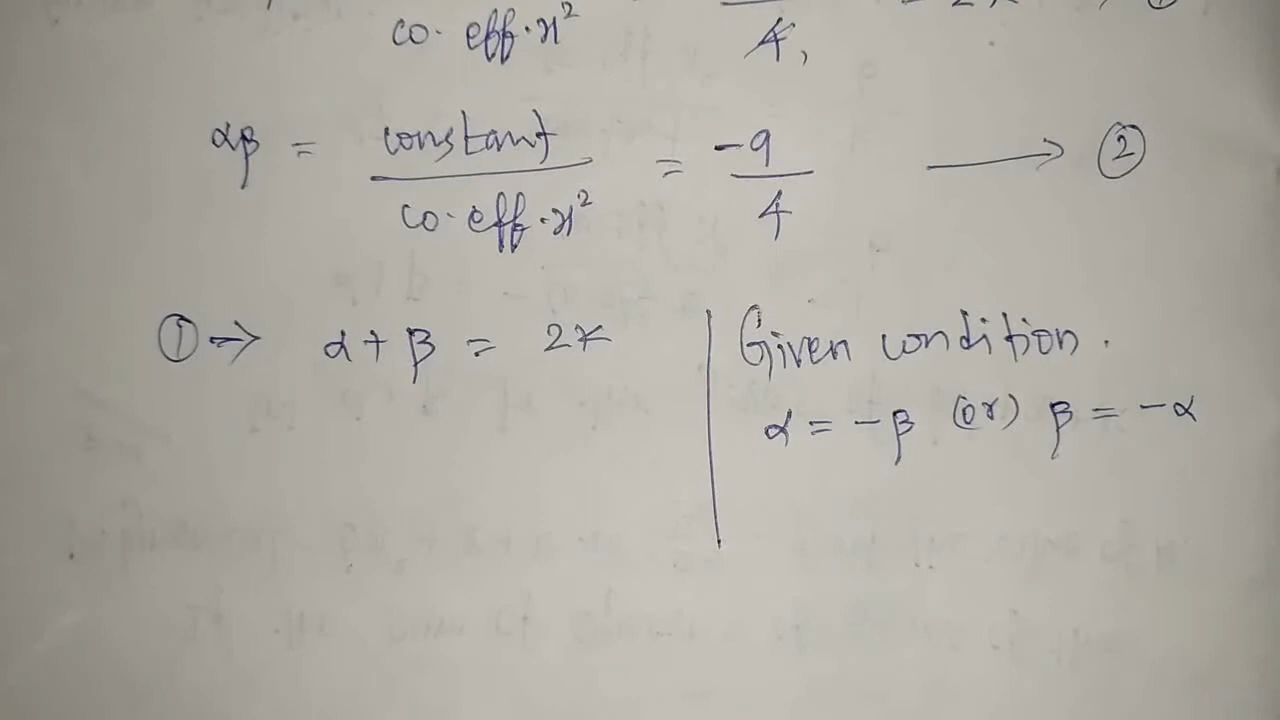 co. eff. x² 4,
αβ = constant / co. eff. x² = -9 / 4 → ②
① ⇒ α + β = 2k
Given condition.
α = -β (or) β = -α